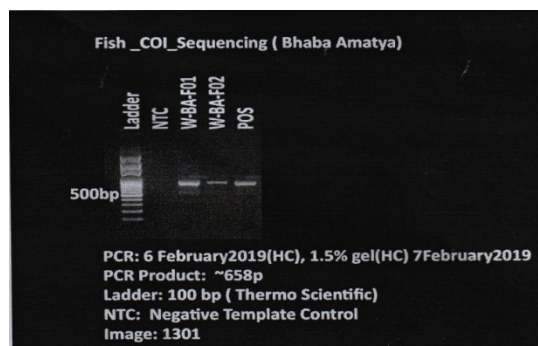 Fish _COI_Sequencing ( Bhaba Amatya)
Ladder
NTC
W-BA-F01
W-BA-F02
POS
500bp
PCR: 6 February2019(HC), 1.5% gel(HC) 7February2019
PCR Product: ~658p
Ladder: 100 bp ( Thermo Scientific)
NTC: Negative Template Control
Image: 1301